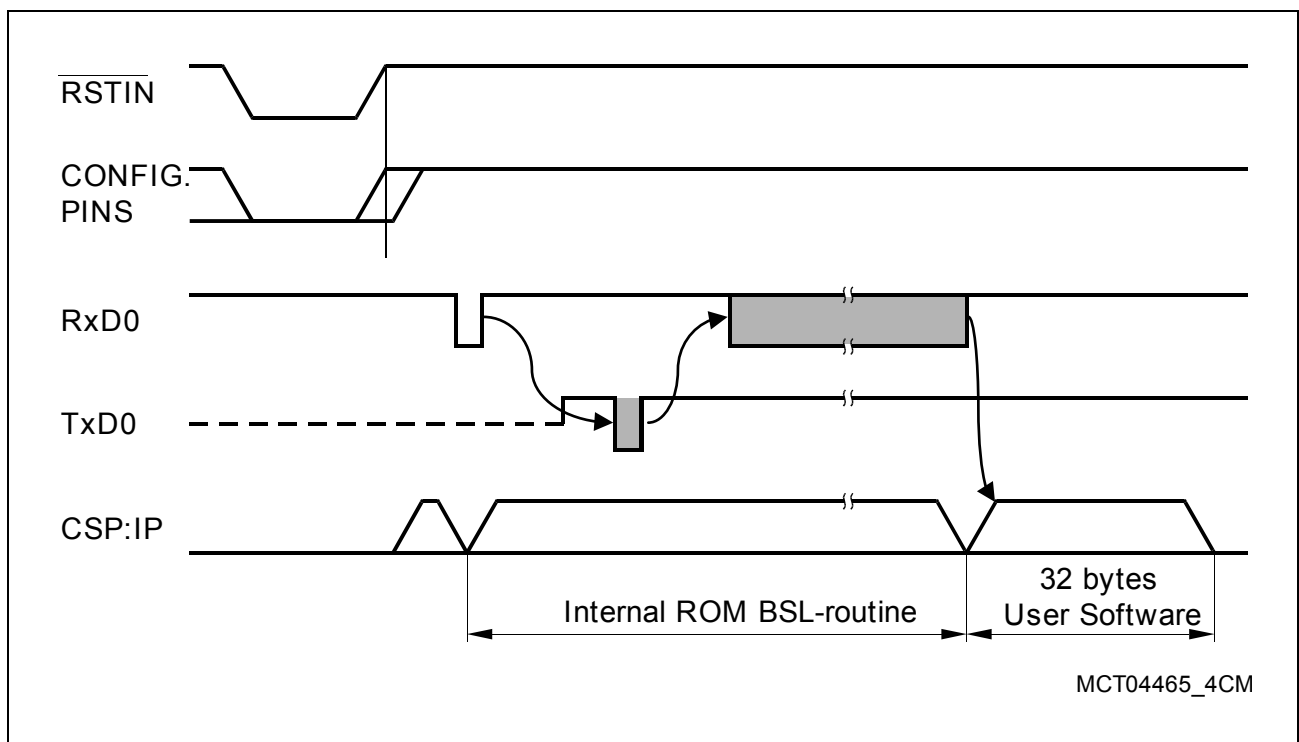 RSTIN
CONFIG.
PINS
RxD0
TxD0
CSP:IP
Internal ROM BSL-routine
32 bytes
User Software
MCT04465_4CM